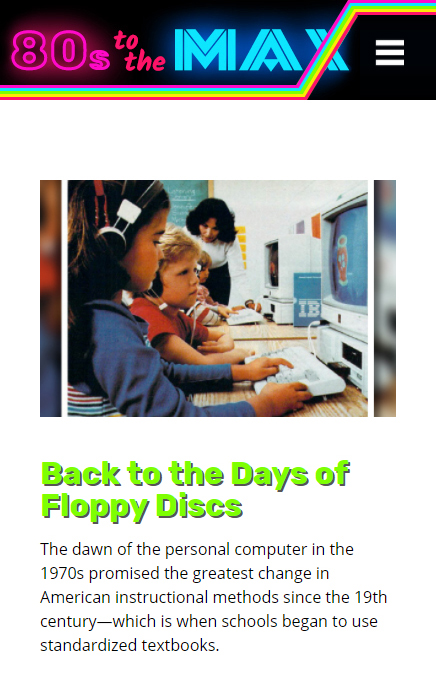 80s to the MAX
IB
Back to the Days of
Floppy Discs
The dawn of the personal computer in the
1970s promised the greatest change in
American instructional methods since the 19th
century—which is when schools began to use
standardized textbooks.